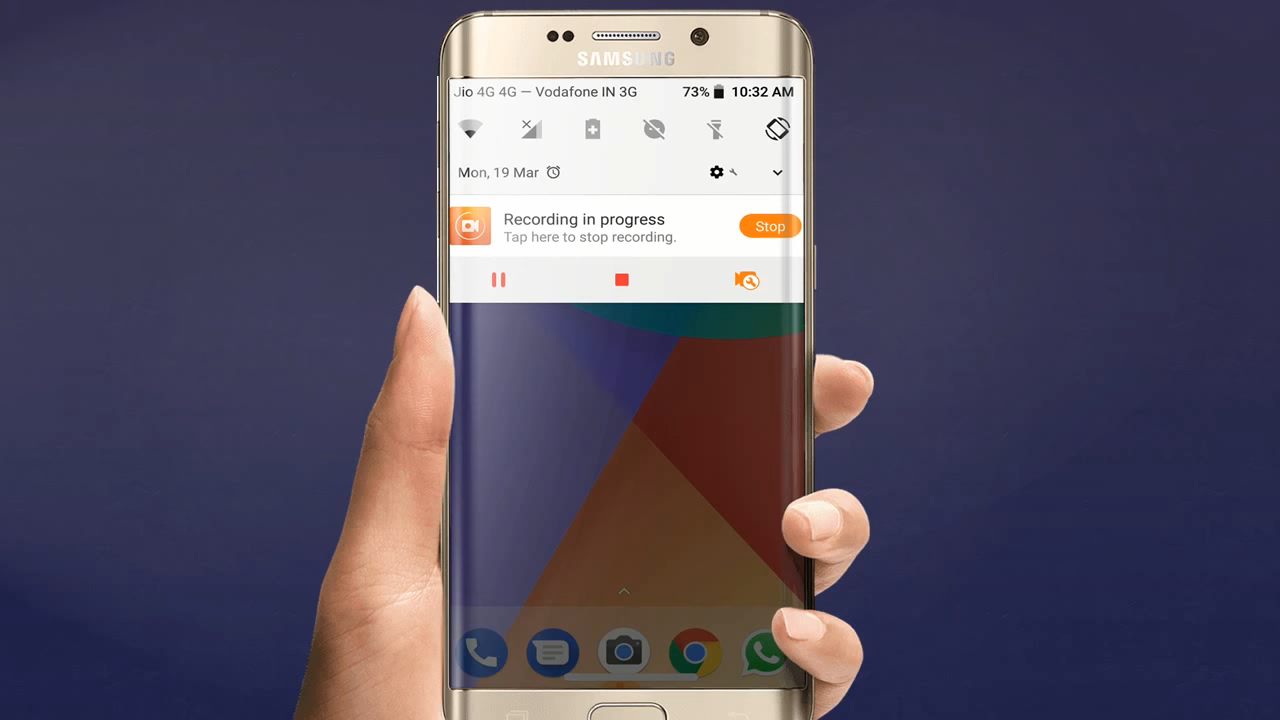 SAMSUNG
Jio 4G 4G — Vodafone IN 3G 73% 10:32 AM
Mon, 19 Mar
Recording in progress
Stop
Tap here to stop recording.